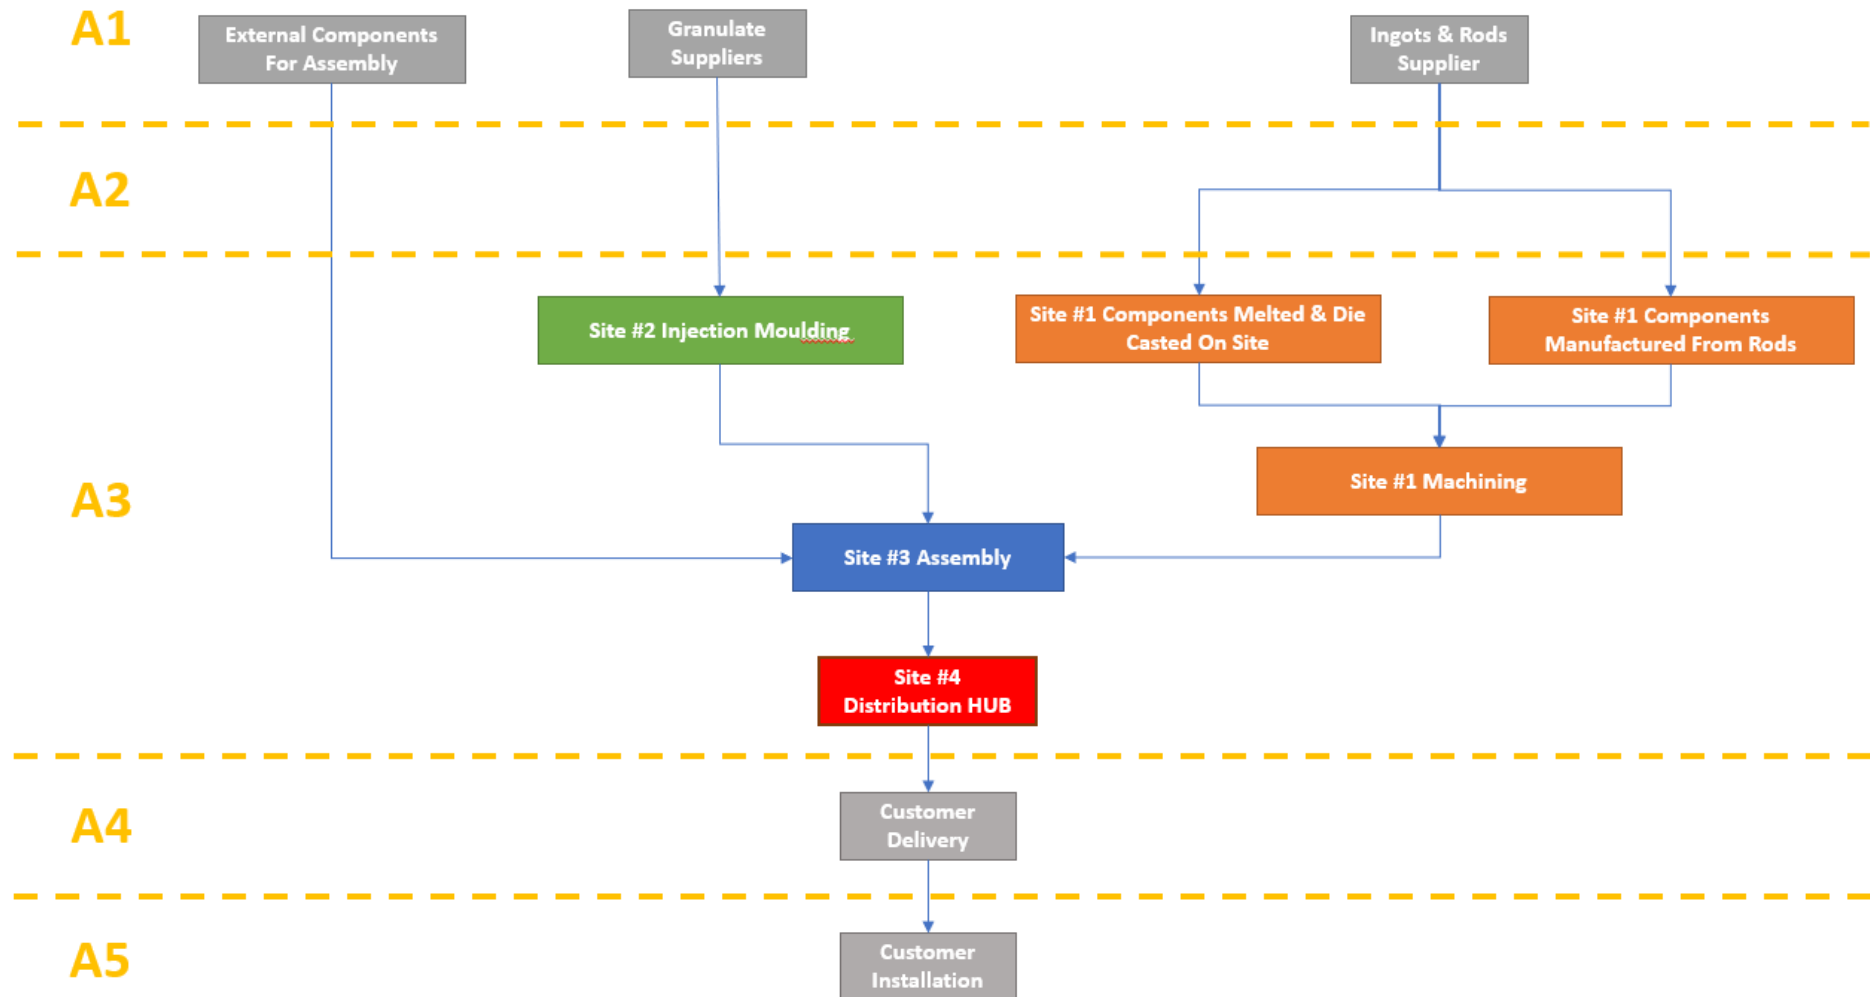 A1
External Components
For Assembly
Granulate
Suppliers
Ingots & Rods
Supplier
A2
A3
Site #2 Injection Moulding
Site #1 Components Melted & Die
Casted On Site
Site #1 Components
Manufactured From Rods
Site #1 Machining
Site #3 Assembly
Site #4
Distribution HUB
A4
Customer
Delivery
A5
Customer
Installation